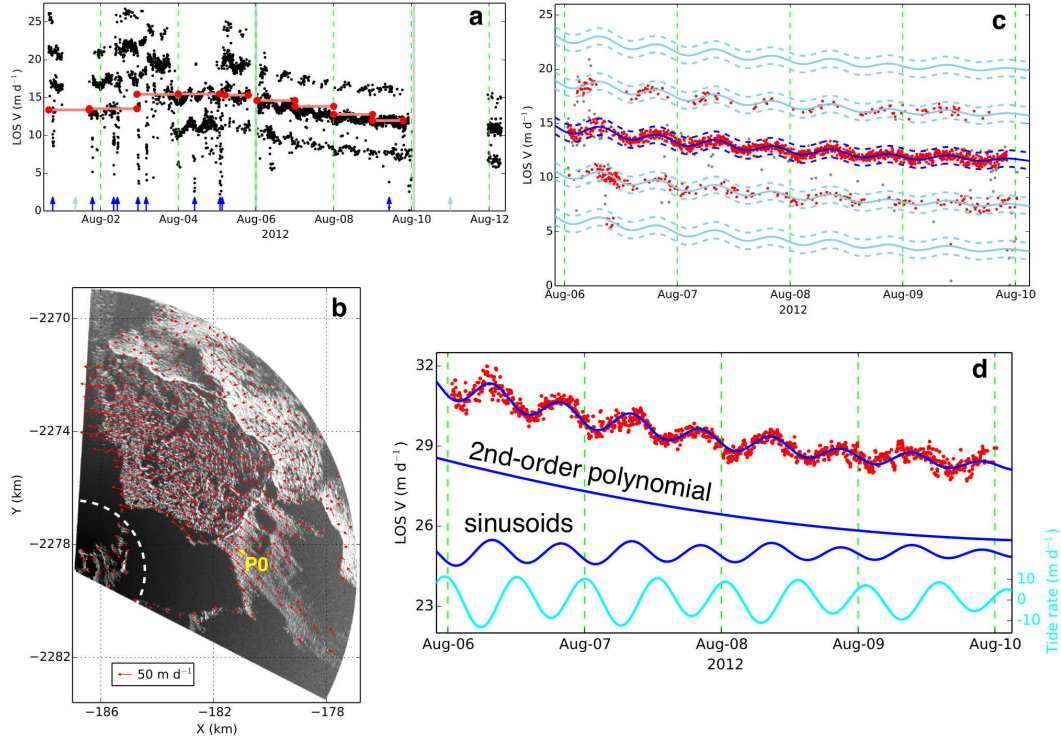 a
LOS V (m d⁻¹)
25
20
15
10
5
0
Aug-02
Aug-04
Aug-06
Aug-08
Aug-10
Aug-12
2012
c
LOS V (m d⁻¹)
25
20
15
10
5
0
Aug-06
Aug-07
Aug-08
Aug-09
Aug-10
2012
b
Y (km)
−2270
−2274
−2278
−2282
P0
50 m d⁻¹
−186
−182
−178
X (km)
d
LOS V (m d⁻¹)
32
29
26
23
2nd-order polynomial
sinusoids
10
0
-10
Tide rate (m d⁻¹)
Aug-06
Aug-07
Aug-08
Aug-09
Aug-10
2012